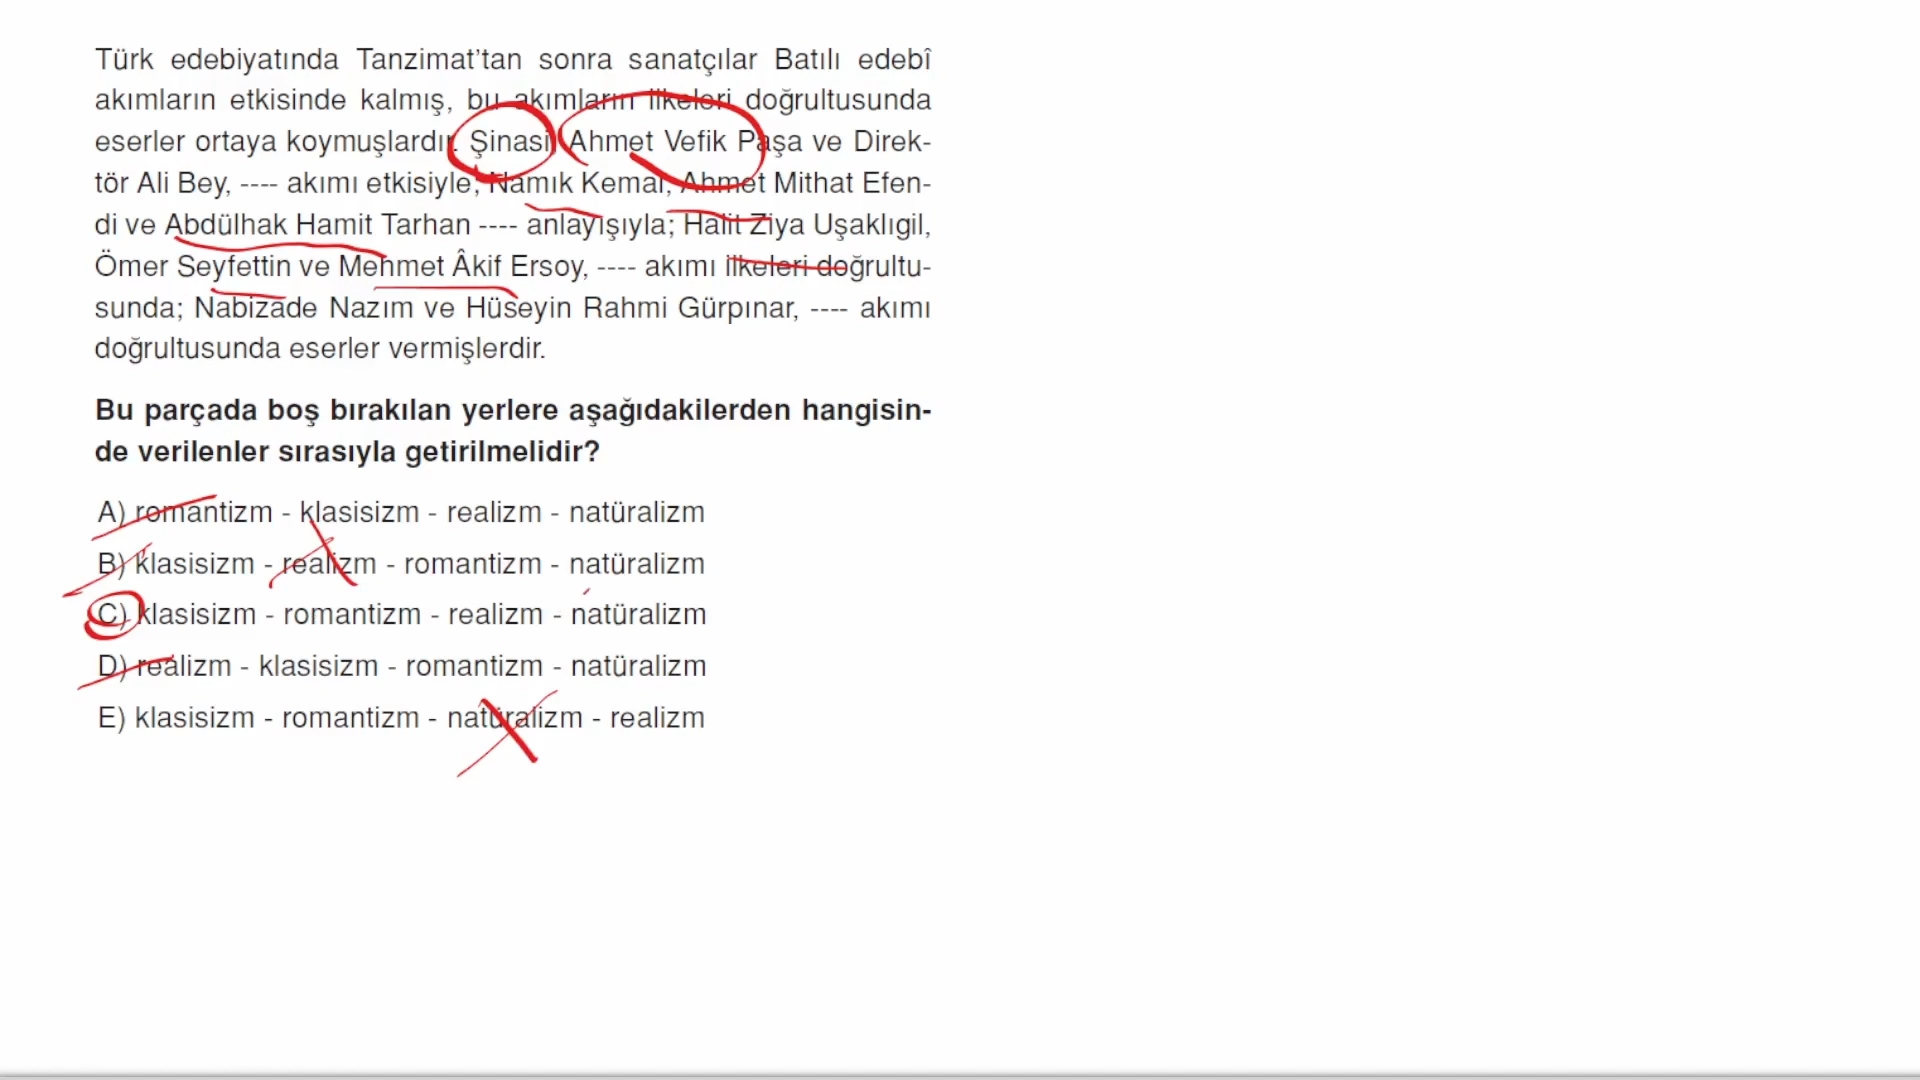 Türk edebiyatında Tanzimat’tan sonra sanatçılar Batılı edebî
akımların etkisinde kalmış, bu akımların ilkeleri doğrultusunda
eserler ortaya koymuşlardır. Şinasi, Ahmet Vefik Paşa ve Direk-
tör Ali Bey, ---- akımı etkisiyle; Namık Kemal, Ahmet Mithat Efen-
di ve Abdülhak Hamit Tarhan ---- anlayışıyla; Halit Ziya Uşaklıgil,
Ömer Seyfettin ve Mehmet Âkif Ersoy, ---- akımı ilkeleri doğrultu-
sunda; Nabizade Nazım ve Hüseyin Rahmi Gürpınar, ---- akımı
doğrultusunda eserler vermişlerdir.
Bu parçada boş bırakılan yerlere aşağıdakilerden hangisin-
de verilenler sırasıyla getirilmelidir?
A) romantizm - klasisizm - realizm - natüralizm
B) klasisizm - realizm - romantizm - natüralizm
C) klasisizm - romantizm - realizm - natüralizm
D) realizm - klasisizm - romantizm - natüralizm
E) klasisizm - romantizm - natüralizm - realizm